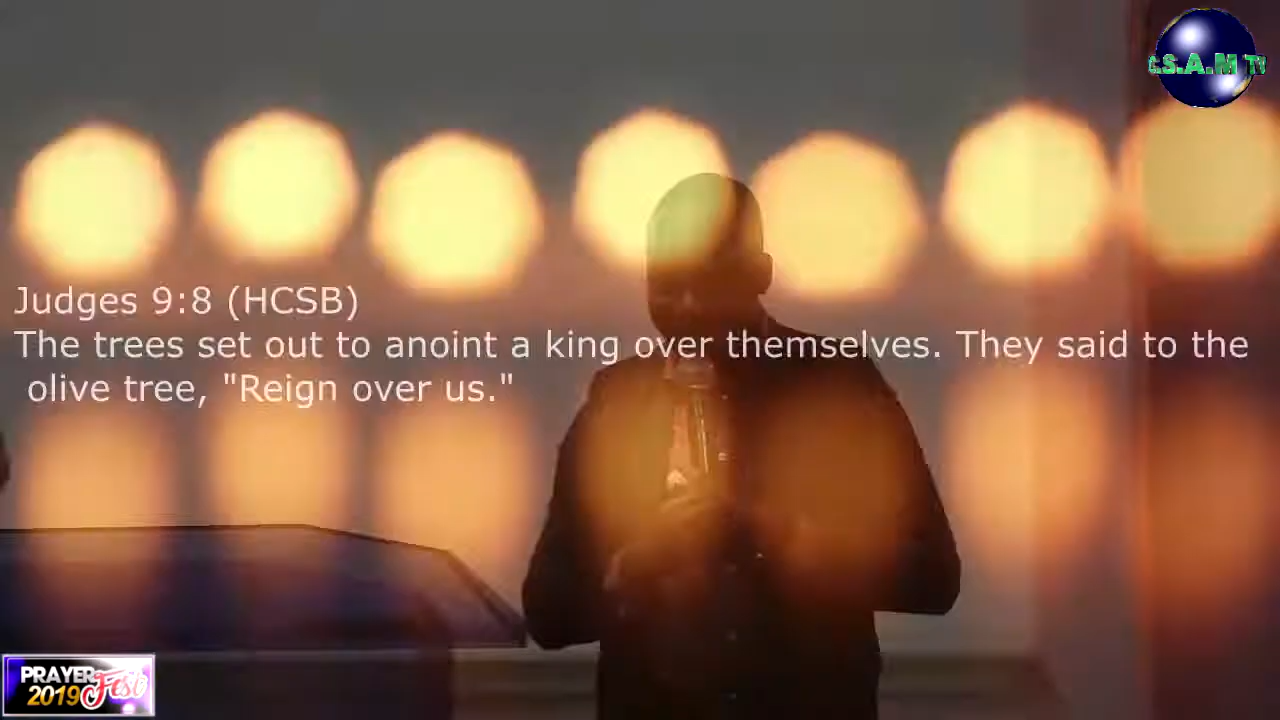 C.S.A.M TV
Judges 9:8 (HCSB)
The trees set out to anoint a king over themselves. They said to the
olive tree, "Reign over us."
PRAYER
2019 Fest